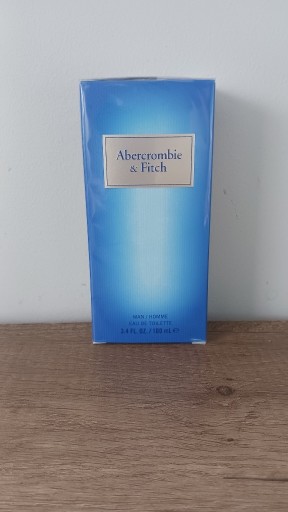 Abercrombie
& Fitch
MAN / HOMME
EAU DE TOILETTE
3.4 FL. OZ. / 100 mL ℮